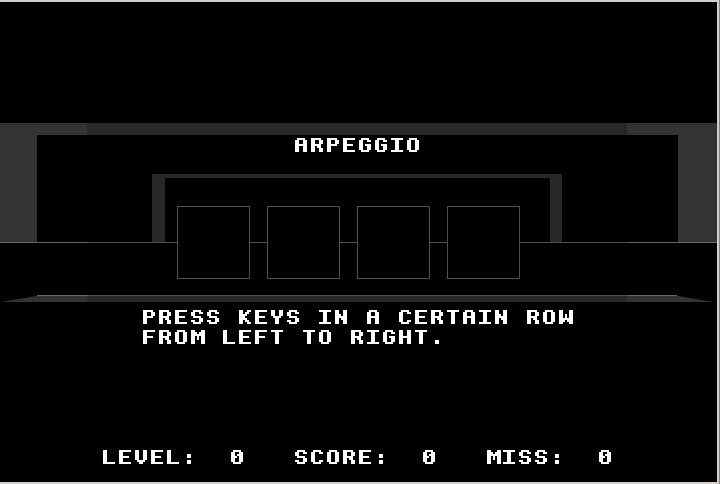 ARPEGGIO
PRESS KEYS IN A CERTAIN ROW
FROM LEFT TO RIGHT.
LEVEL: 0 SCORE: 0 MISS: 0